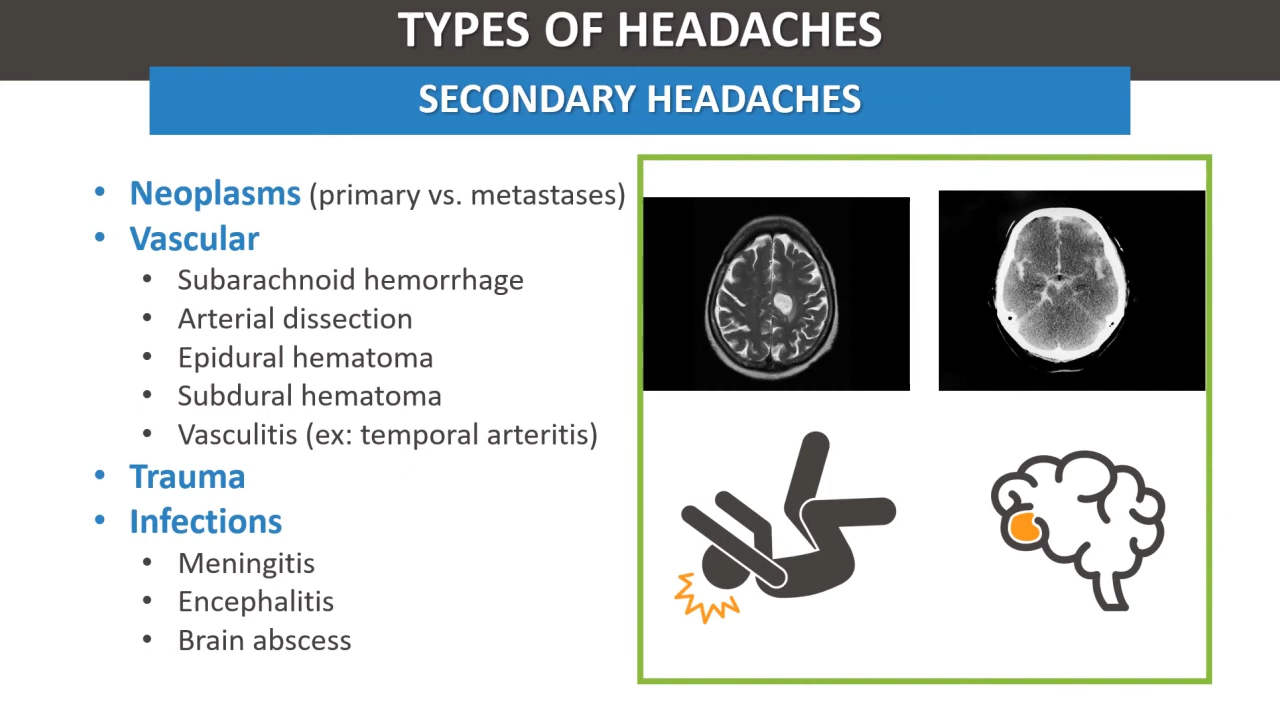 TYPES OF HEADACHES
SECONDARY HEADACHES
• Neoplasms (primary vs. metastases)
• Vascular
• Subarachnoid hemorrhage
• Arterial dissection
• Epidural hematoma
• Subdural hematoma
• Vasculitis (ex: temporal arteritis)
• Trauma
• Infections
• Meningitis
• Encephalitis
• Brain abscess